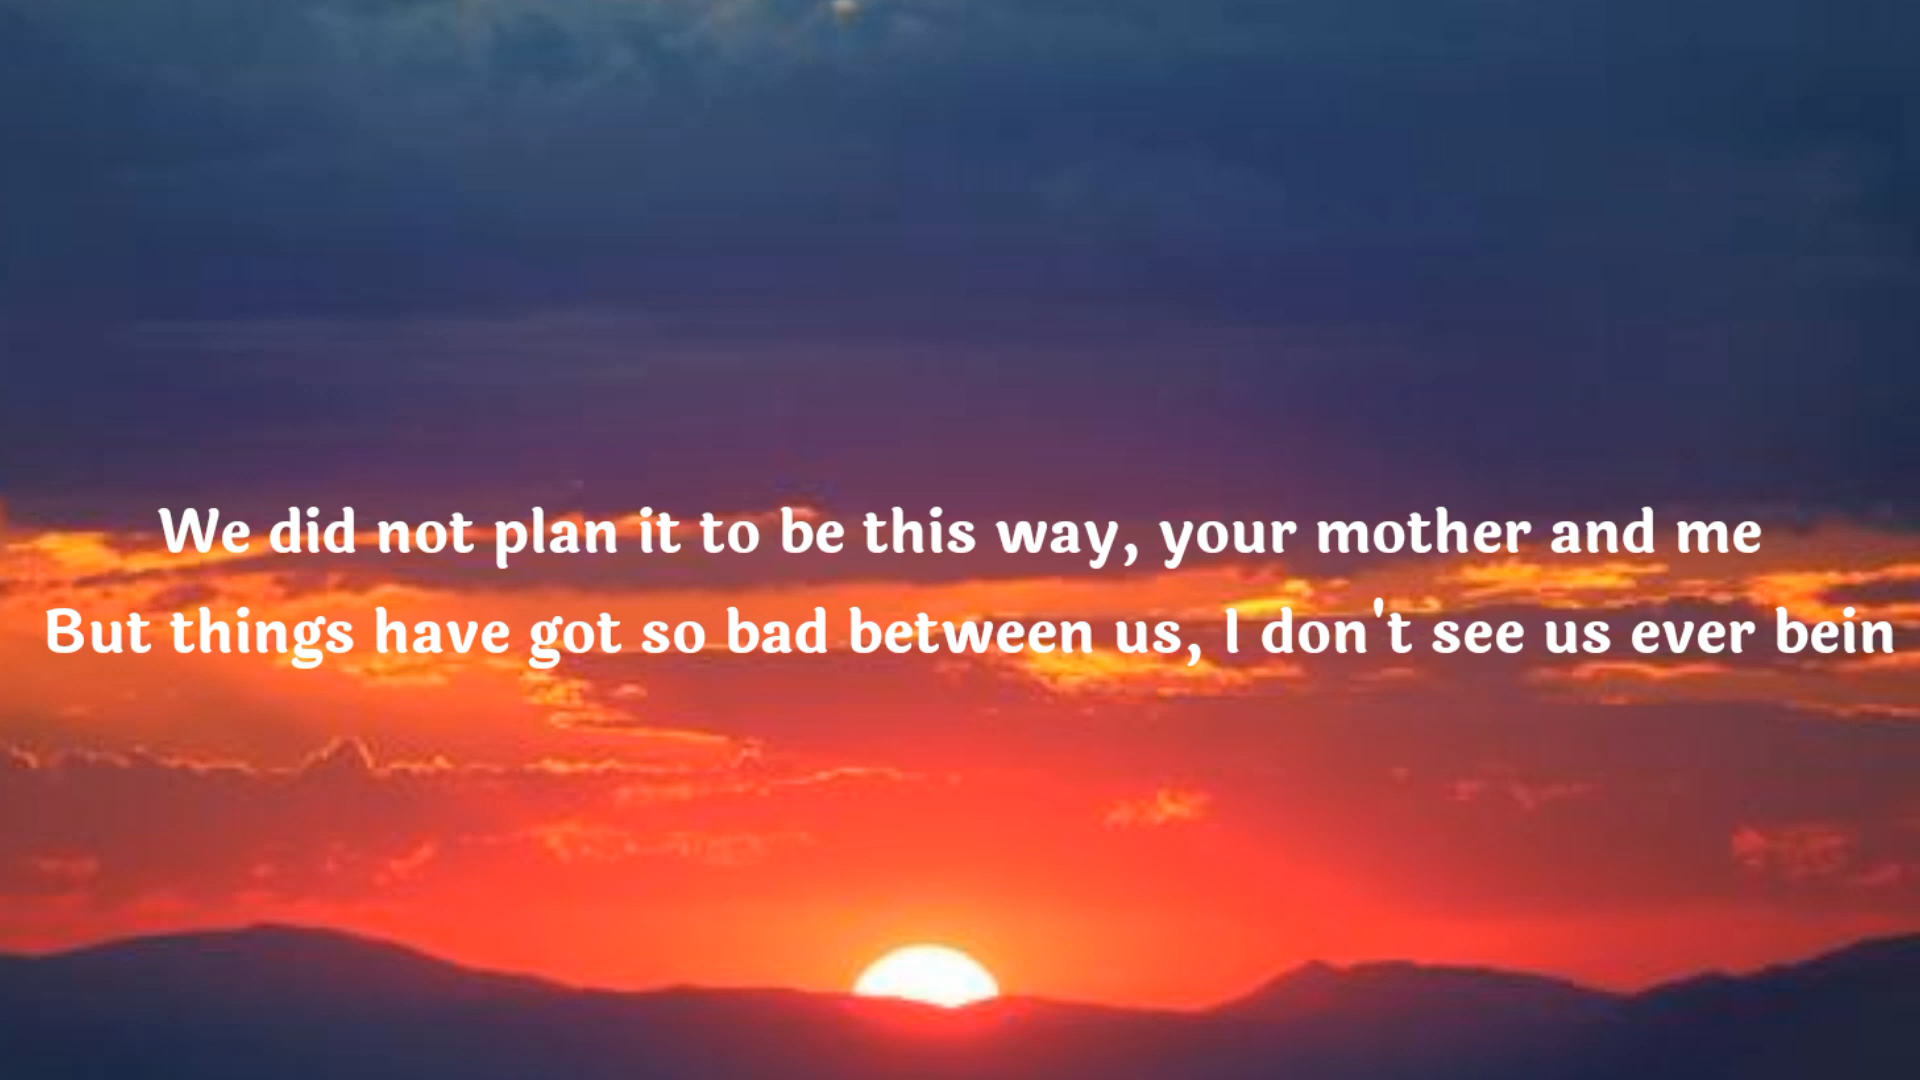 We did not plan it to be this way, your mother and me
But things have got so bad between us, I don't see us ever bein